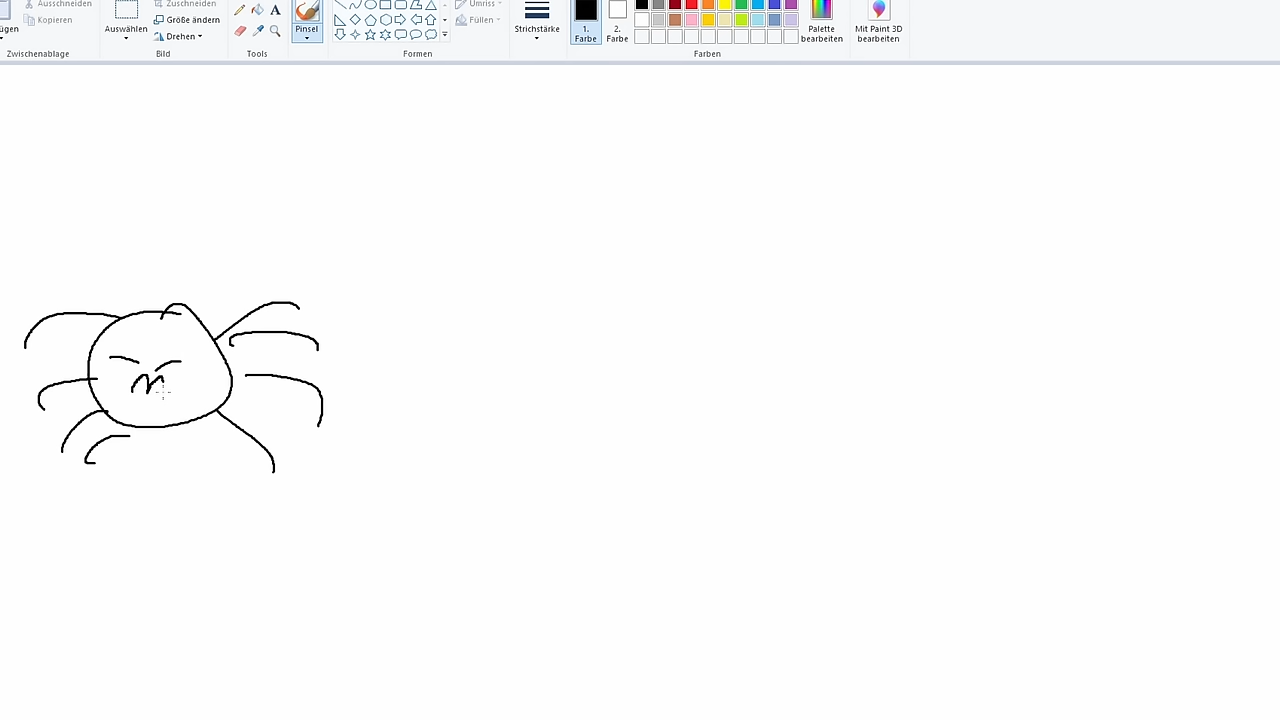 Ausschneiden
Zuschneiden
Umriss
ügen
Kopieren
Größe ändern
Füllen
Auswählen
Drehen
A
Pinsel
Strichstärke
1.
Farbe
2.
Farbe
Palette
bearbeiten
Mit Paint 3D
bearbeiten
Zwischenablage
Bild
Tools
Formen
Farben